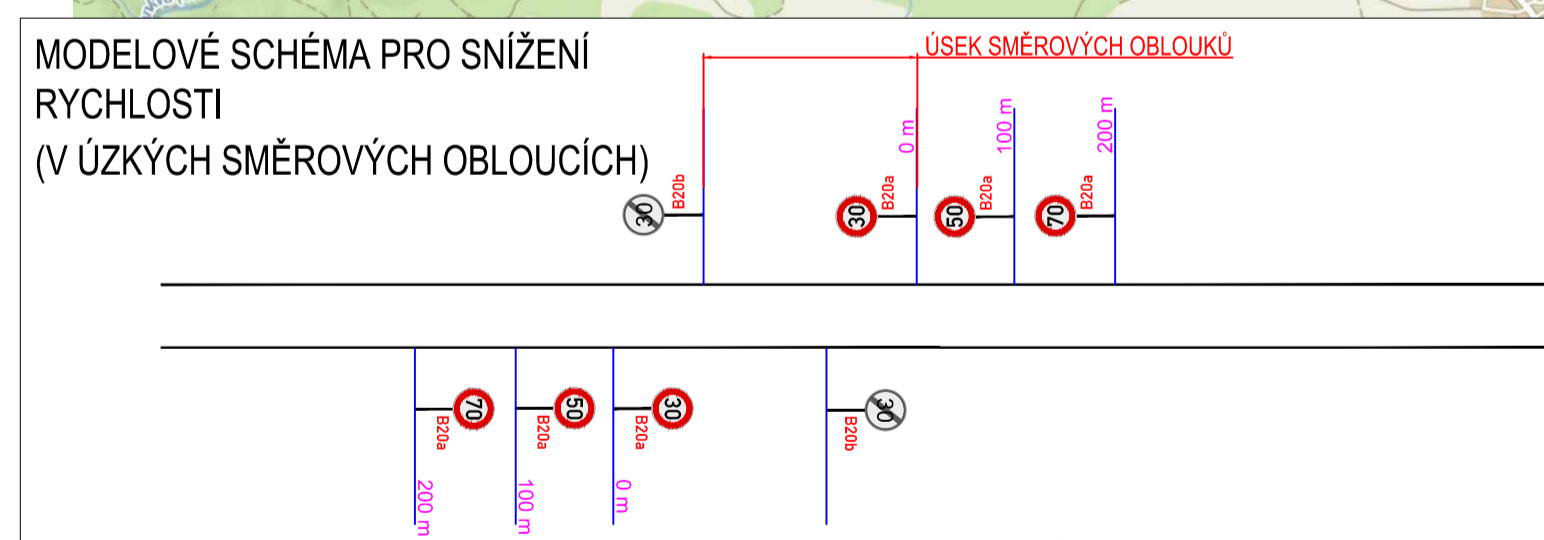 MODELOVÉ SCHÉMA PRO SNÍŽENÍ
RYCHLOSTI
(V ÚZKÝCH SMĚROVÝCH OBLOUCÍCH)
ÚSEK SMĚROVÝCH OBLOUKŮ
0 m
100 m
200 m
30
B20b
30
B20a
50
B20a
70
B20a
70
B20a
50
B20a
30
B20a
30
B20b
200 m
100 m
0 m